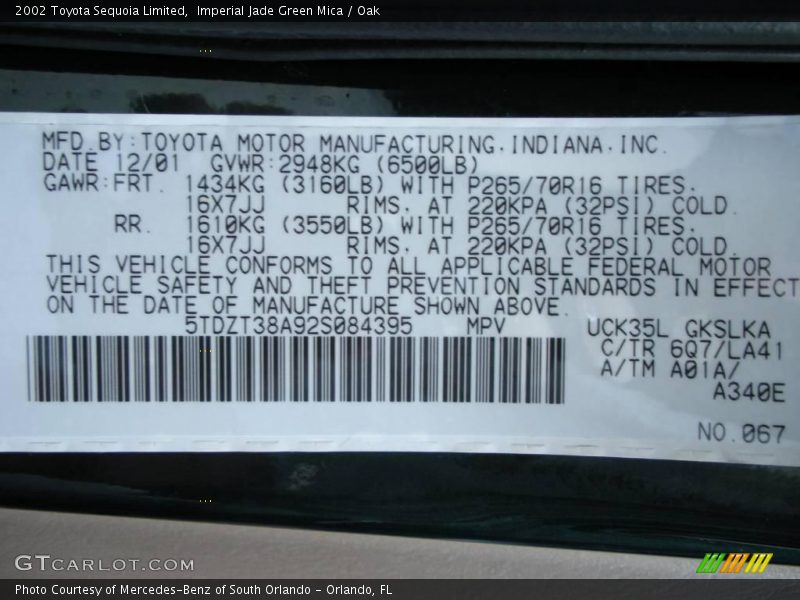 2002 Toyota Sequoia Limited,  Imperial Jade Green Mica / Oak
MFD.BY:TOYOTA MOTOR MANUFACTURING.INDIANA.INC.
DATE 12/01  GVWR:2948KG (6500LB)
GAWR:FRT. 1434KG (3160LB) WITH P265/70R16 TIRES.
16X7JJ RIMS. AT 220KPA (32PSI) COLD.
RR. 1610KG (3550LB) WITH P265/70R16 TIRES.
16X7JJ RIMS. AT 220KPA (32PSI) COLD.
THIS VEHICLE CONFORMS TO ALL APPLICABLE FEDERAL MOTOR
VEHICLE SAFETY AND THEFT PREVENTION STANDARDS IN EFFECT
ON THE DATE OF MANUFACTURE SHOWN ABOVE.
5TDZT38A92S084395 MPV UCK35L GKSLKA
C/TR 6Q7/LA41
A/TM A01A/
A340E
NO.067
GTCARLOT.COM
Photo Courtesy of Mercedes-Benz of South Orlando - Orlando, FL